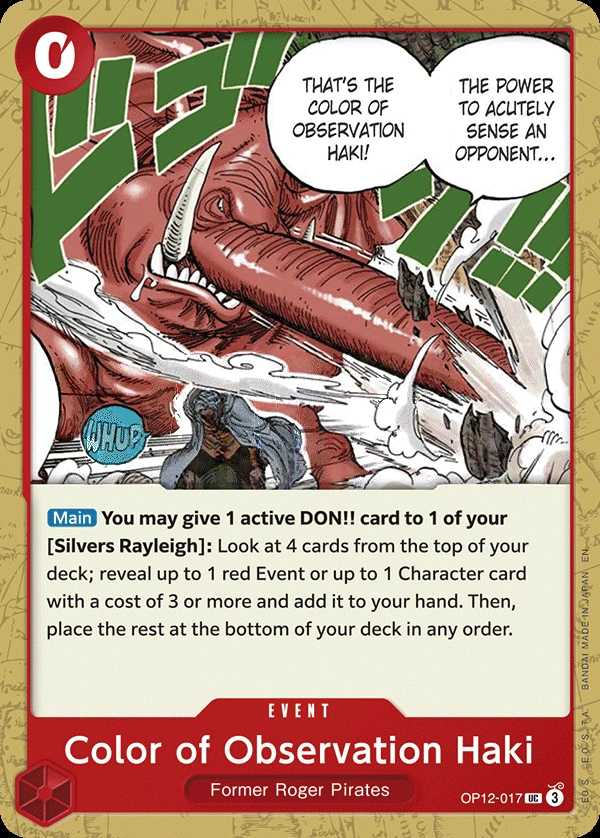 0
THAT'S THE
COLOR OF
OBSERVATION
HAKI!
THE POWER
TO ACUTELY
SENSE AN
OPPONENT...
ドゴオ
ン!!!
WHUP
Main You may give 1 active DON!! card to 1 of your
[Silvers Rayleigh]: Look at 4 cards from the top of your
deck; reveal up to 1 red Event or up to 1 Character card
with a cost of 3 or more and add it to your hand. Then,
place the rest at the bottom of your deck in any order.
EVENT
Color of Observation Haki
Former Roger Pirates
OP12-017 UC 3
BANDAI MADE IN JAPAN EN